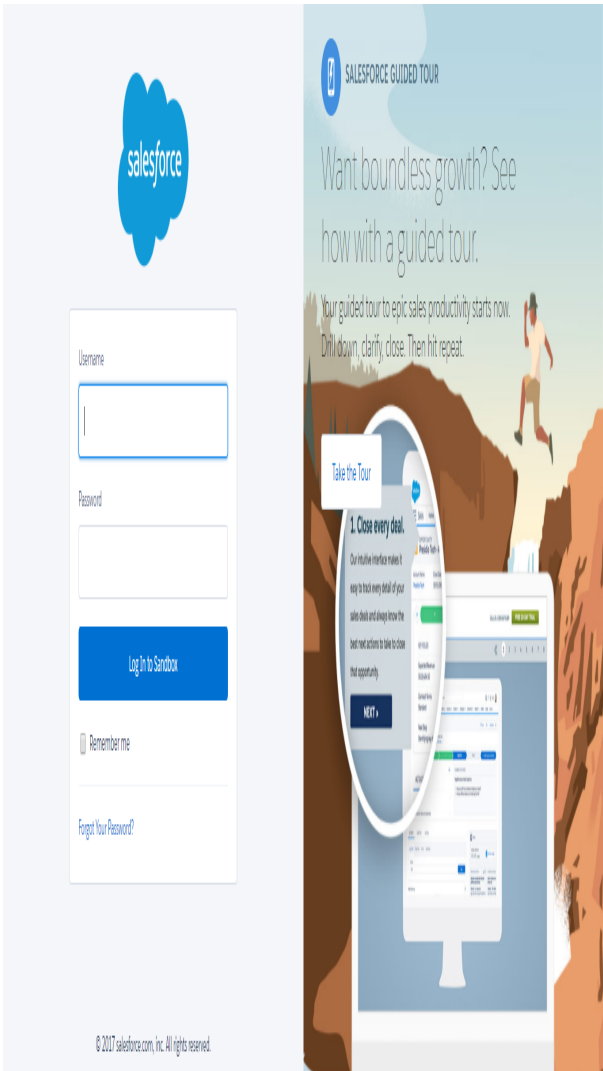 salesforce
Username
Password
Log In to Sandbox
Remember me
Forgot Your Password?
© 2017 salesforce.com, inc. All rights reserved.
SALESFORCE GUIDED TOUR
Want boundless growth? See
how with a guided tour.
Your guided tour to epic sales productivity starts now.
Drill down, clarify, close. Then hit repeat.
Take the Tour
1. Close every deal.
Our intuitive interface makes it
easy to track every detail of your
sales deals and always know the
best next actions to take to close
that opportunity.
NEXT >